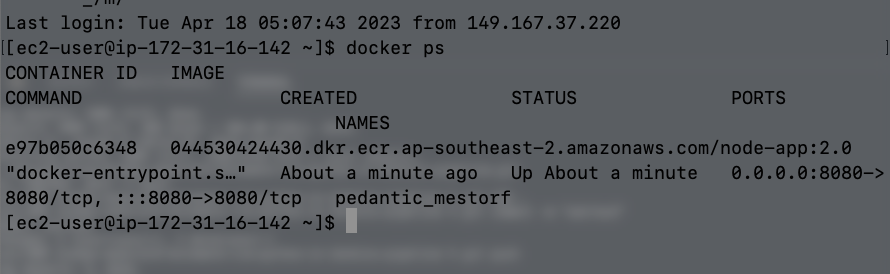 Last login: Tue Apr 18 05:07:43 2023 from 149.167.37.220
[[ec2-user@ip-172-31-16-142 ~]$ docker ps ]
CONTAINER ID   IMAGE
COMMAND                  CREATED              STATUS              PORTS
                              NAMES
e97b050c6348   044530424430.dkr.ecr.ap-southeast-2.amazonaws.com/node-app:2.0
"docker-entrypoint.s…"   About a minute ago   Up About a minute   0.0.0.0:8080->
8080/tcp, :::8080->8080/tcp   pedantic_mestorf
[ec2-user@ip-172-31-16-142 ~]$